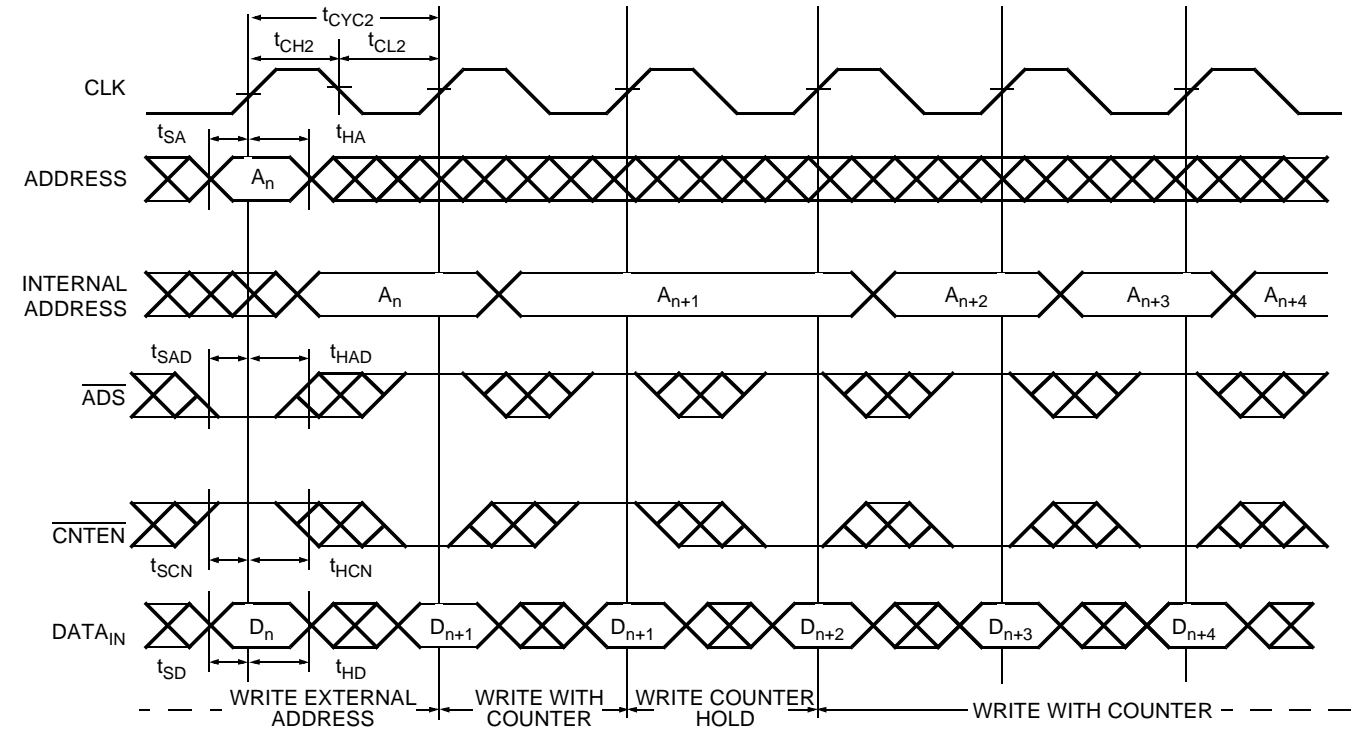 tCYC2
tCH2 tCL2
CLK
tSA tHA
ADDRESS An
INTERNAL
ADDRESS
An An+1 An+2 An+3 An+4
tSAD tHAD
ADS
CNTEN
tSCN tHCN
DATAIN Dn Dn+1 Dn+1 Dn+2 Dn+3 Dn+4
tSD tHD
WRITE EXTERNAL
ADDRESS
WRITE WITH
COUNTER
WRITE COUNTER
HOLD
WRITE WITH COUNTER